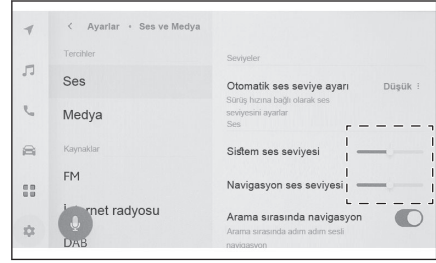 Ayarlar • Ses ve Medya
Tercihler
Ses
Medya
Kaynaklar
FM
radyosu
DAB
Seviyeler
Otomatik ses seviye ayarı
Düşük
Sürüş hızına bağlı olarak ses
seviyesini ayarlar
Ses
Sistem ses seviyesi
Navigasyon ses seviyesi
Arama sırasında navigasyon
Arama sırasında adım adım sesli
navigasyon